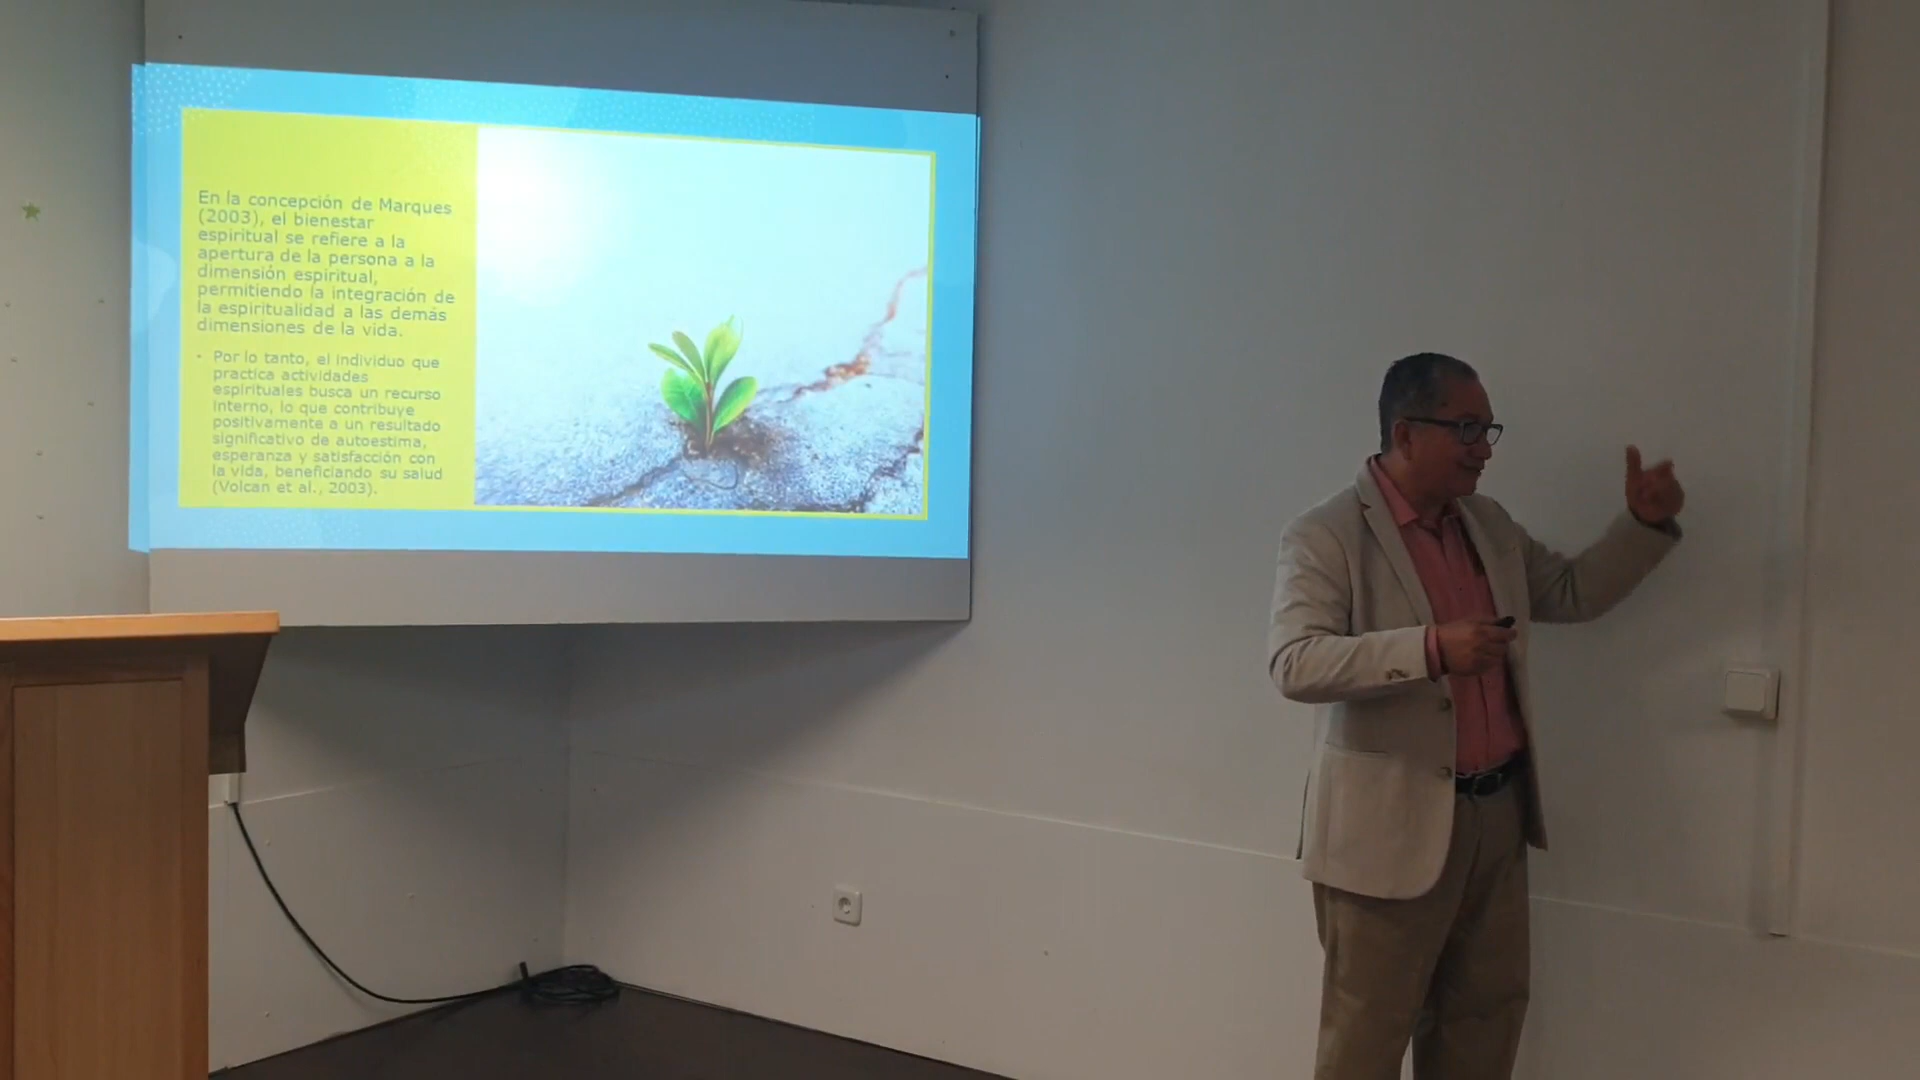 En la concepción de Marques
(2003), el bienestar
espiritual se refiere a la
apertura de la persona a la
dimensión espiritual,
permitiendo la integración de
la espiritualidad a las demás
dimensiones de la vida.
• Por lo tanto, el individuo que
practica actividades
espirituales busca un recurso
interno, lo que contribuye
positivamente a un resultado
significativo de autoestima,
esperanza y satisfacción con
la vida, beneficiando su salud
(Volcan et al., 2003).